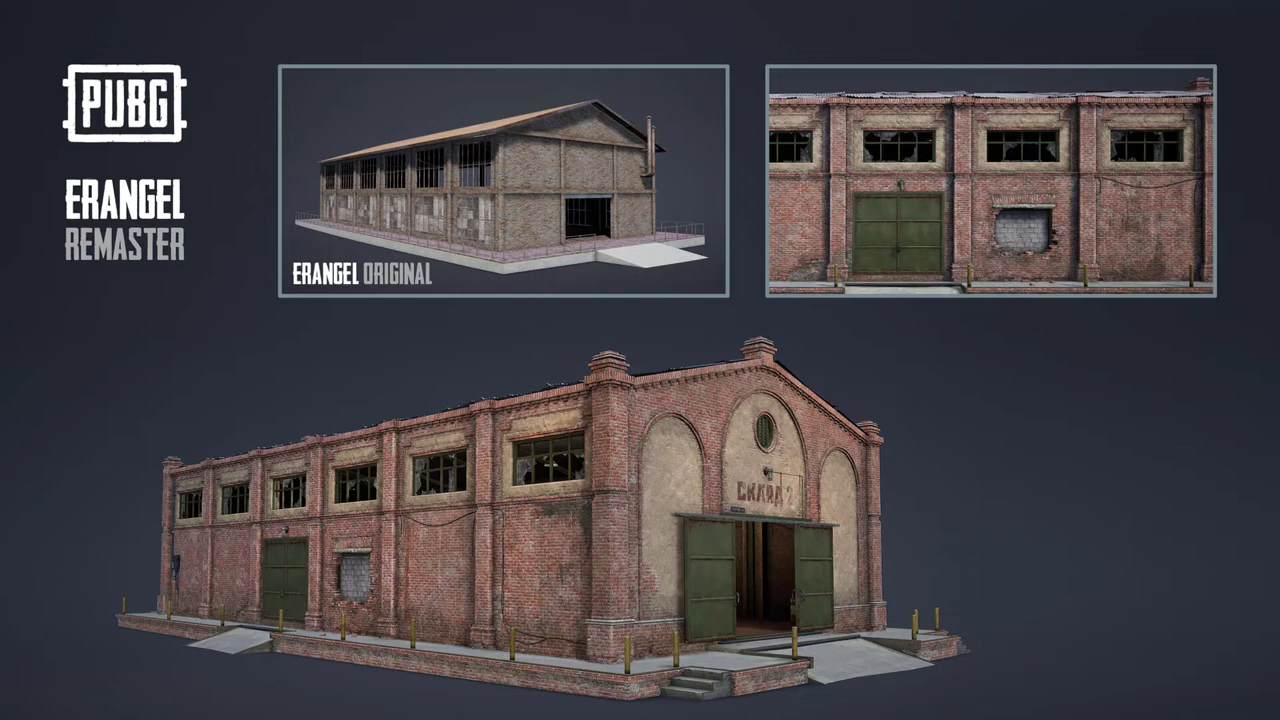 PUBG
ERANGEL
REMASTER
ERANGEL ORIGINAL
СКЛАД 2